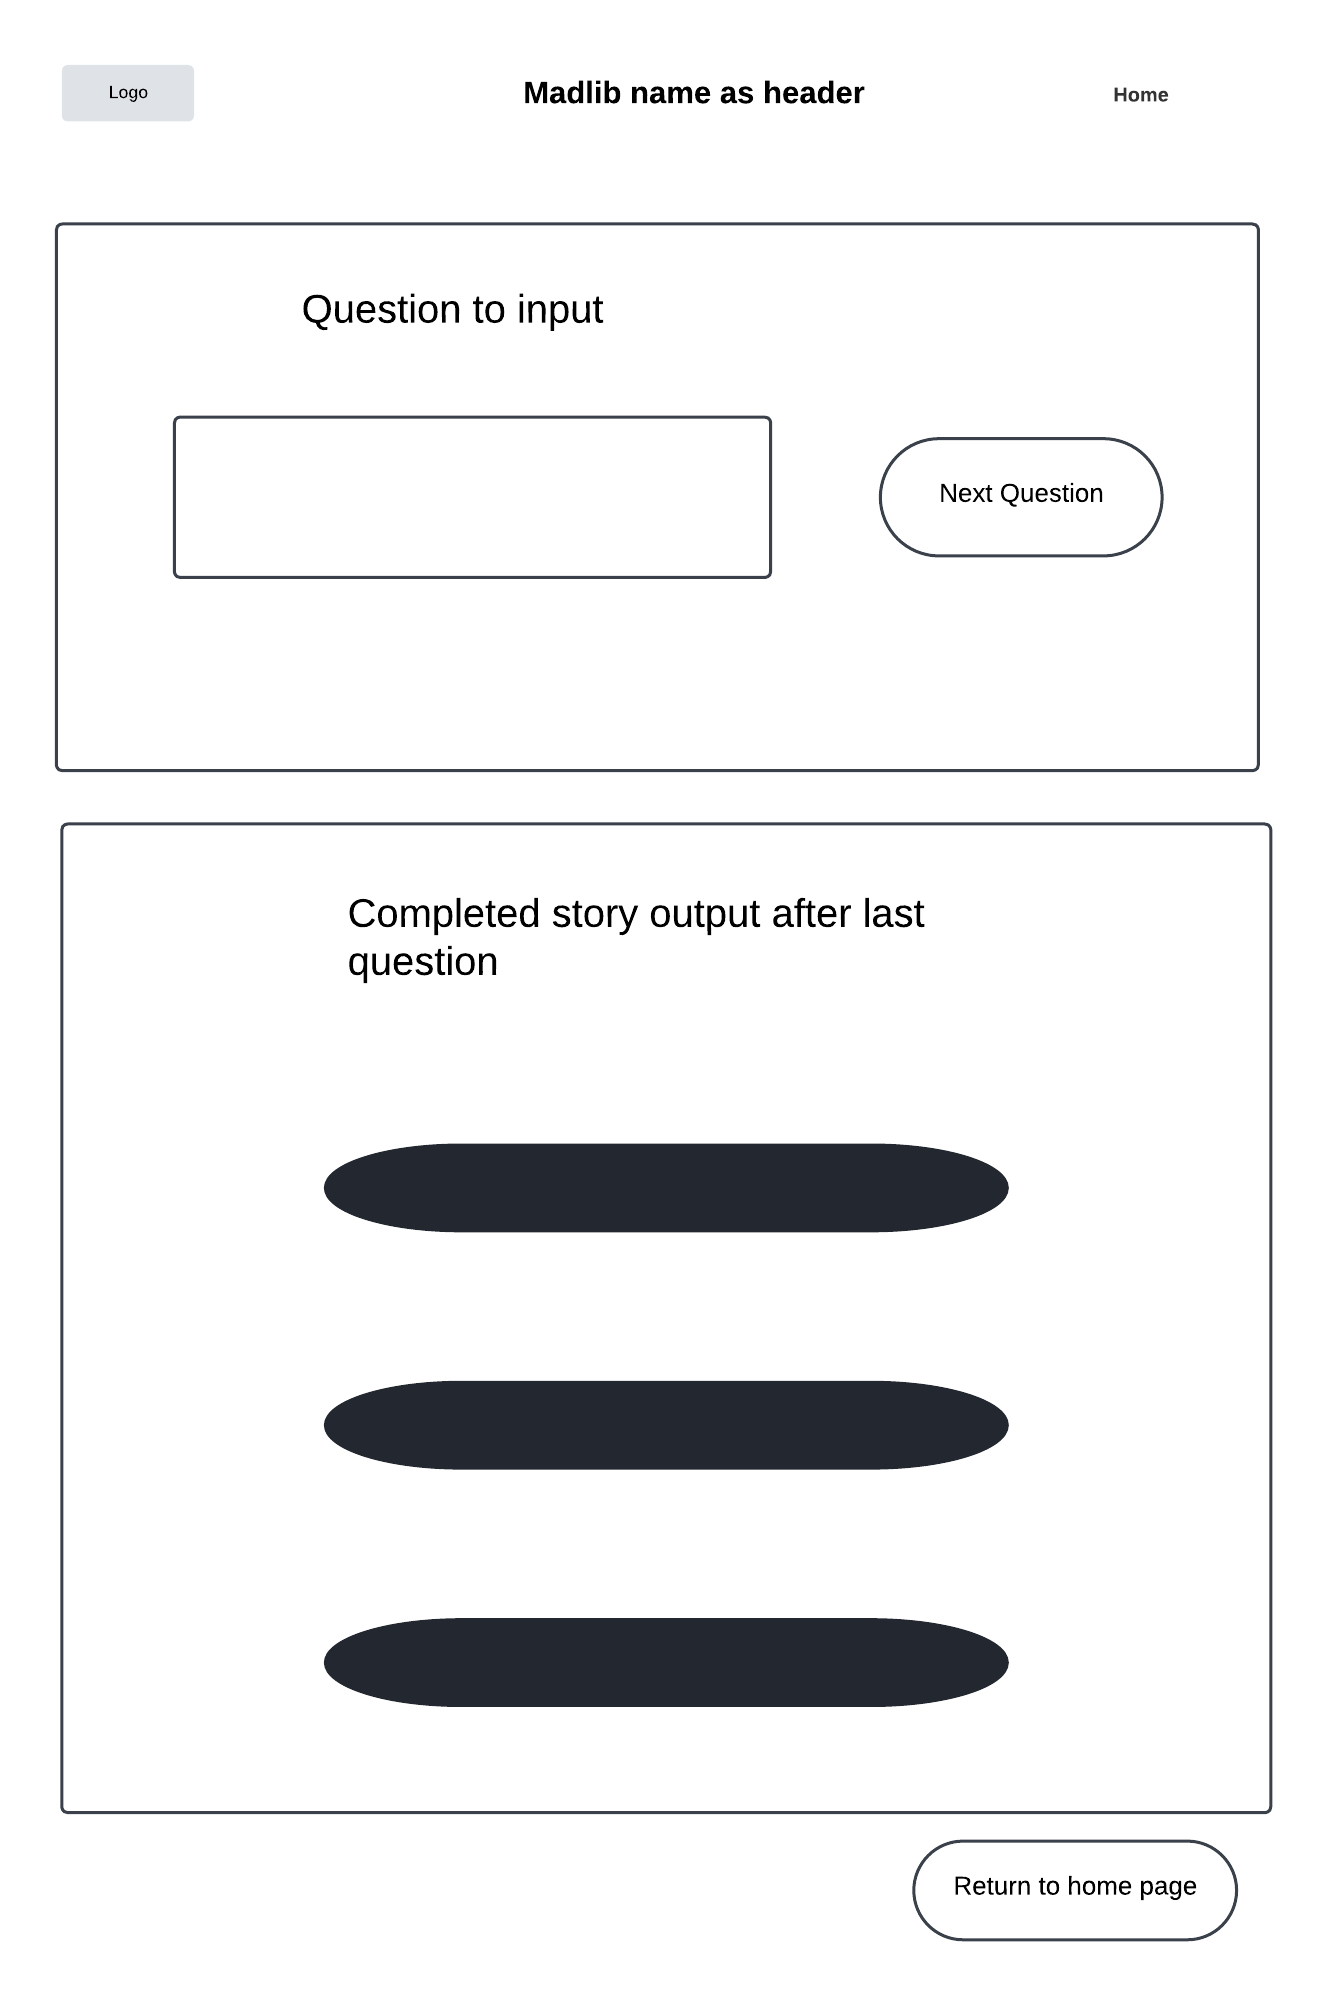 Logo
Madlib name as header
Home
Question to input
Next Question
Completed story output after last
question
Return to home page